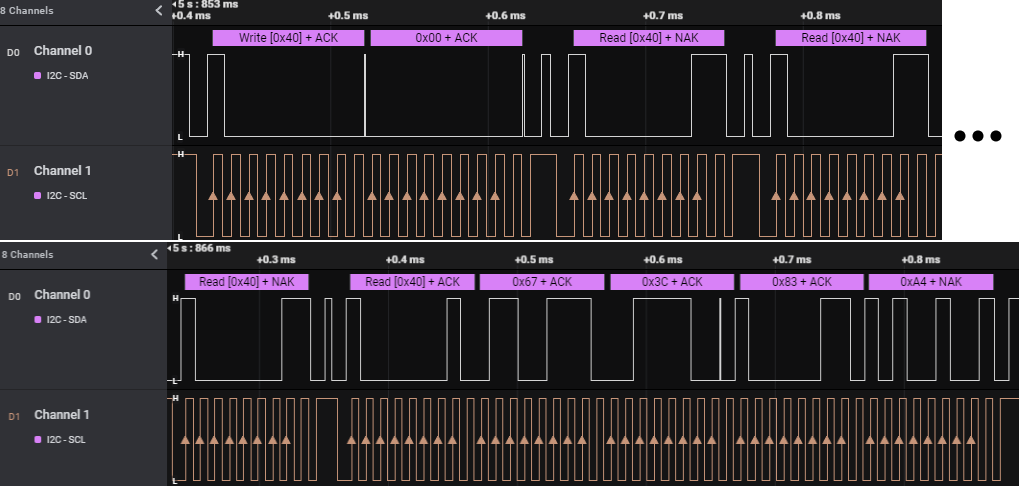 8 Channels
5 s : 853 ms
+0.4 ms +0.5 ms +0.6 ms +0.7 ms +0.8 ms
Write [0x40] + ACK 0x00 + ACK Read [0x40] + NAK Read [0x40] + NAK
D0 Channel 0
I2C - SDA
H
L
D1 Channel 1
I2C - SCL
H
L
8 Channels
5 s : 866 ms
+0.3 ms +0.4 ms +0.5 ms +0.6 ms +0.7 ms +0.8 ms
Read [0x40] + NAK Read [0x40] + ACK 0x67 + ACK 0x3C + ACK 0x83 + ACK 0xA4 + NAK
D0 Channel 0
I2C - SDA
H
L
D1 Channel 1
I2C - SCL
H
L